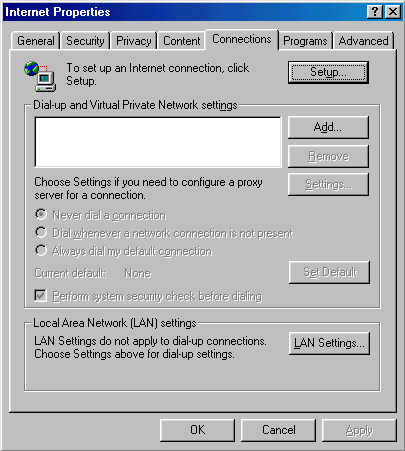 Internet Properties
General Security Privacy Content Connections Programs Advanced
To set up an Internet connection, click
Setup.
Setup...
Dial-up and Virtual Private Network settings
Add...
Remove
Choose Settings if you need to configure a proxy
server for a connection.
Settings...
Never dial a connection
Dial whenever a network connection is not present
Always dial my default connection
Current default: None
Set Default
Perform system security check before dialing
Local Area Network (LAN) settings
LAN Settings do not apply to dial-up connections.
Choose Settings above for dial-up settings.
LAN Settings...
OK Cancel Apply